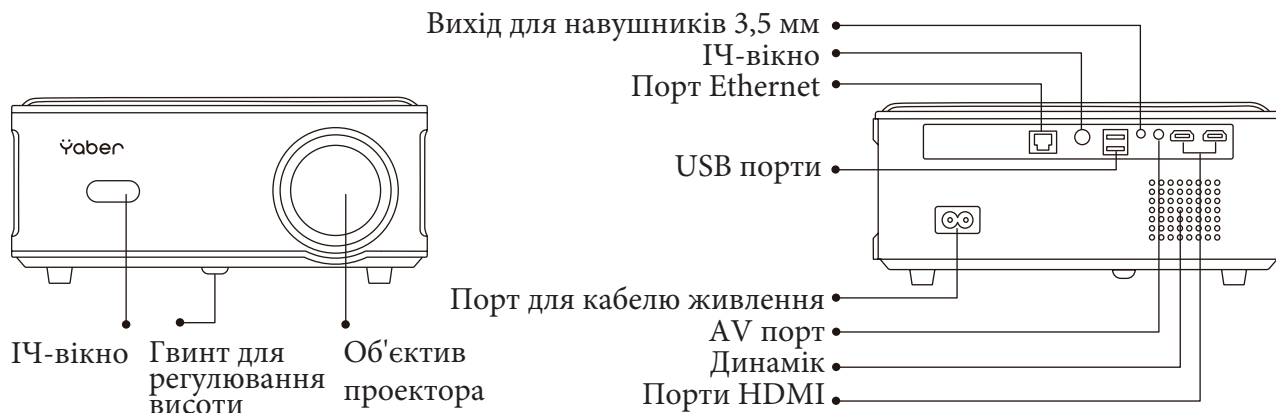 Вихід для навушників 3,5 мм
ІЧ-вікно
Порт Ethernet
Ÿaber
USB порти
Порт для кабелю живлення
AV порт
Динамік
Порти HDMI
ІЧ-вікно
Гвинт для
регулювання
висоти
Об'єктив
проектора